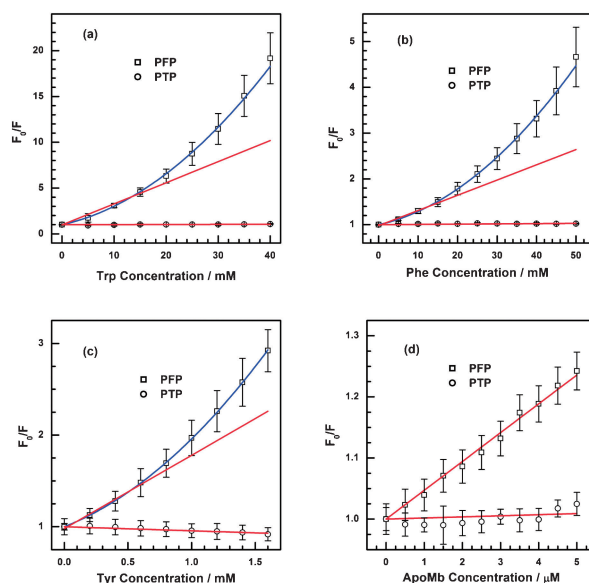 (a)
PFP
PTP
20
15
10
5
0
F₀/F
0 10 20 30 40
Trp Concentration / mM
(b)
PFP
PTP
5
4
3
2
1
F₀/F
0 10 20 30 40 50
Phe Concentration / mM
(c)
PFP
PTP
3
2
1
F₀/F
0.0 0.5 1.0 1.5
Tyr Concentration / mM
(d)
PFP
PTP
1.3
1.2
1.1
1.0
F₀/F
0 1 2 3 4 5
ApoMb Concentration / μM